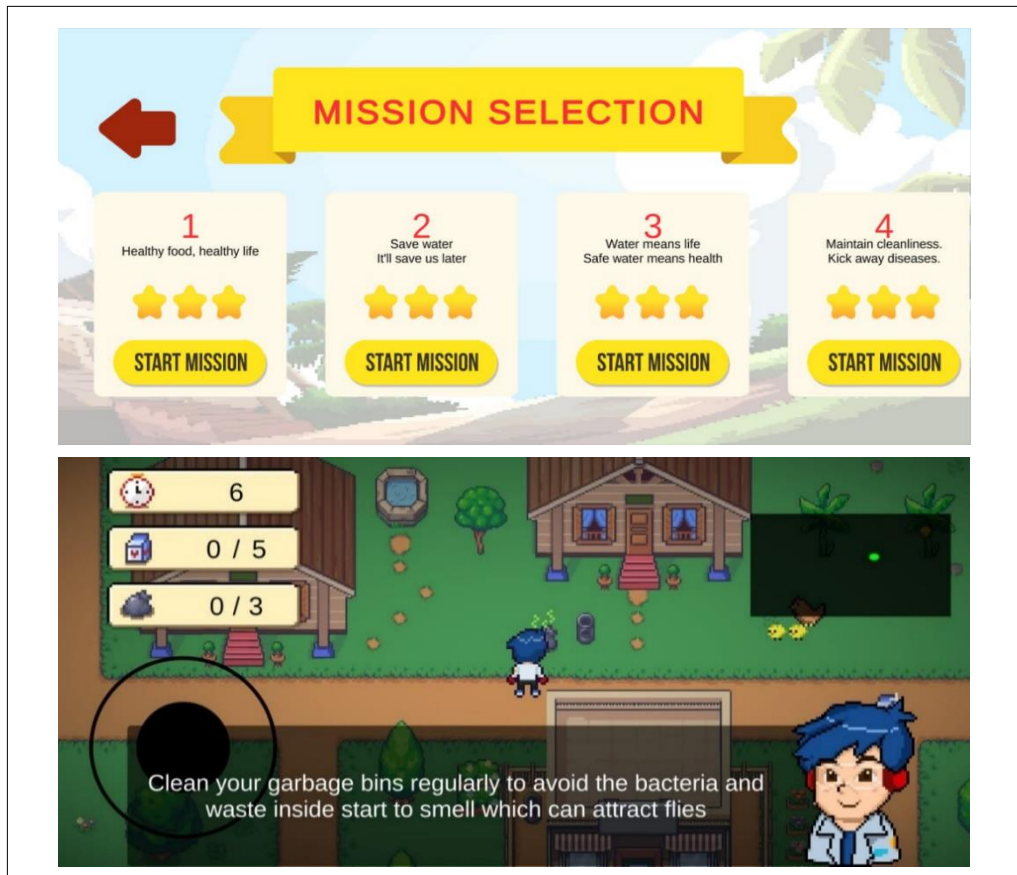 MISSION SELECTION
1
Healthy food, healthy life
START MISSION
2
Save water
It'll save us later
START MISSION
3
Water means life
Safe water means health
START MISSION
4
Maintain cleanliness.
Kick away diseases.
START MISSION
6
0 / 5
0 / 3
Clean your garbage bins regularly to avoid the bacteria and
waste inside start to smell which can attract flies